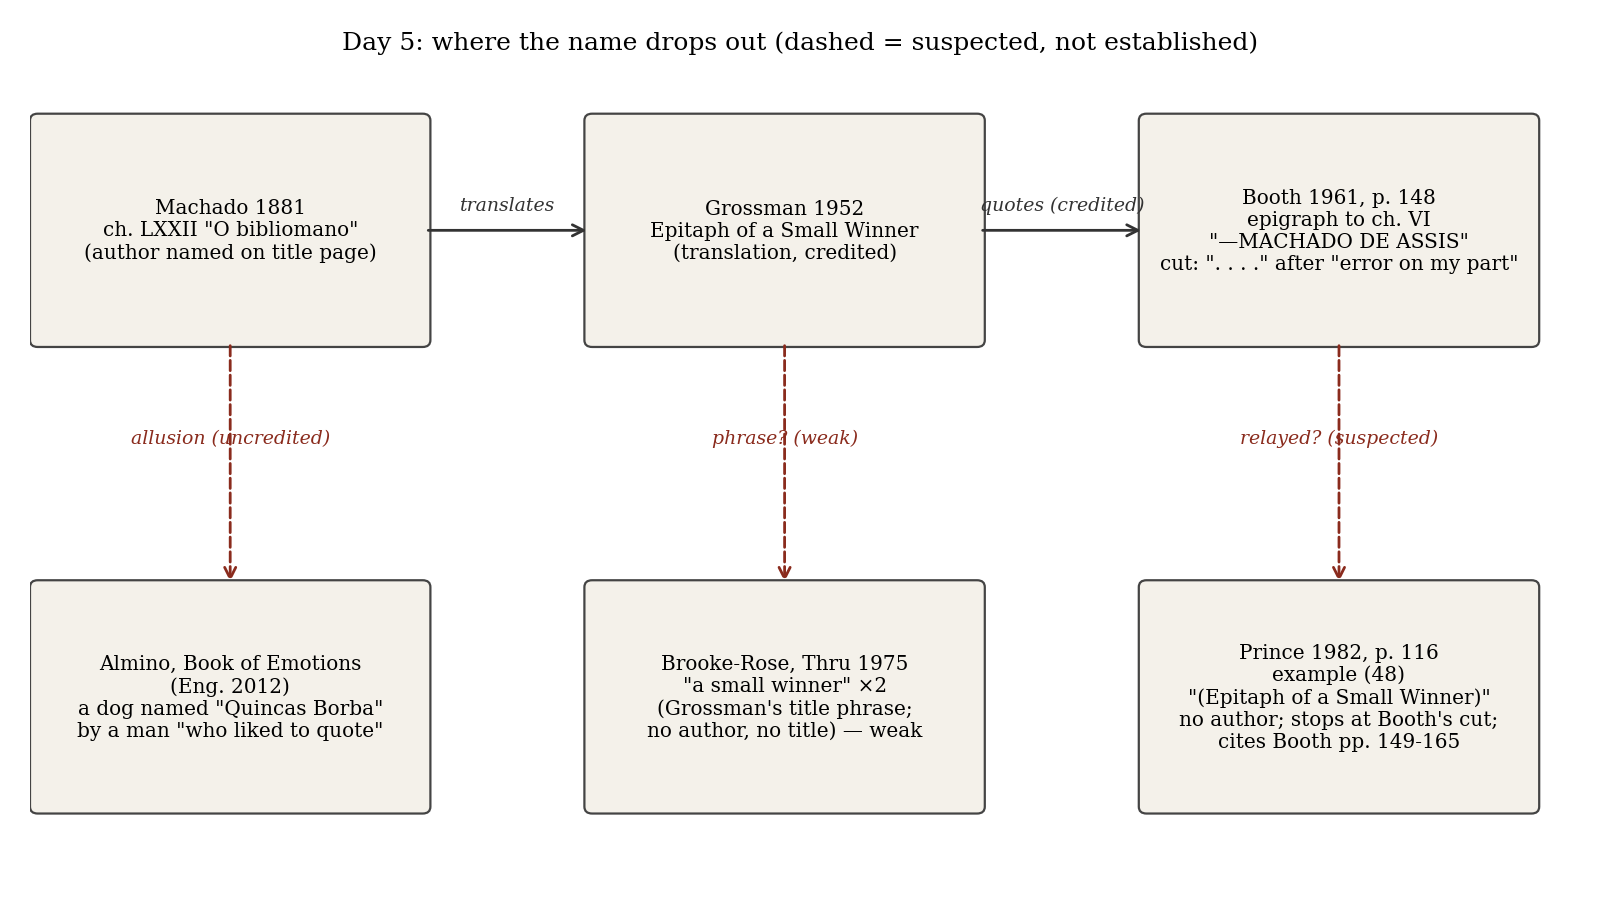 Day 5: where the name drops out (dashed = suspected, not established)
Machado 1881
ch. LXXII "O bibliomano"
(author named on title page)
translates
Grossman 1952
Epitaph of a Small Winner
(translation, credited)
quotes (credited)
Booth 1961, p. 148
epigraph to ch. VI
"—MACHADO DE ASSIS"
cut: ". . . ." after "error on my part"
allusion (uncredited)
phrase? (weak)
relayed? (suspected)
Almino, Book of Emotions
(Eng. 2012)
a dog named "Quincas Borba"
by a man "who liked to quote"
Brooke-Rose, Thru 1975
"a small winner" ×2
(Grossman's title phrase;
no author, no title) — weak
Prince 1982, p. 116
example (48)
"(Epitaph of a Small Winner)"
no author; stops at Booth's cut;
cites Booth pp. 149-165